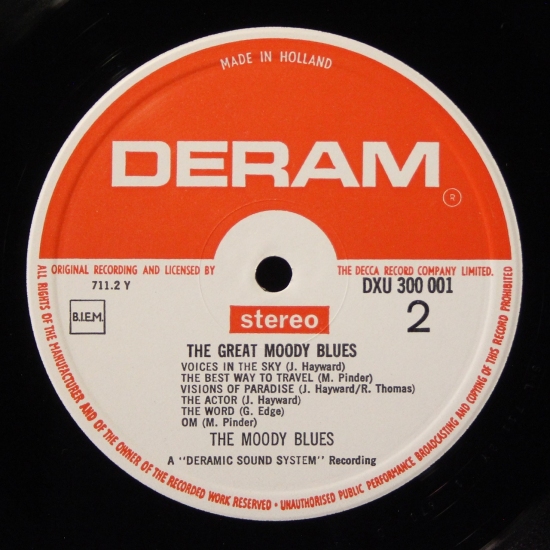 MADE IN HOLLAND
DERAM
R
ORIGINAL RECORDING AND LICENSED BY THE DECCA RECORD COMPANY LIMITED.
711.2 Y
DXU 300 001
B.I.E.M.
2
stereo
THE GREAT MOODY BLUES
VOICES IN THE SKY (J. Hayward)
THE BEST WAY TO TRAVEL (M. Pinder)
VISIONS OF PARADISE (J. Hayward/R. Thomas)
THE ACTOR (J. Hayward)
THE WORD (G. Edge)
OM (M. Pinder)
THE MOODY BLUES
A "DERAMIC SOUND SYSTEM" Recording
ALL RIGHTS OF THE MANUFACTURER AND OF THE OWNER OF THE RECORDED WORK RESERVED • UNAUTHORISED PUBLIC PERFORMANCE BROADCASTING AND COPYING OF THIS RECORD PROHIBITED